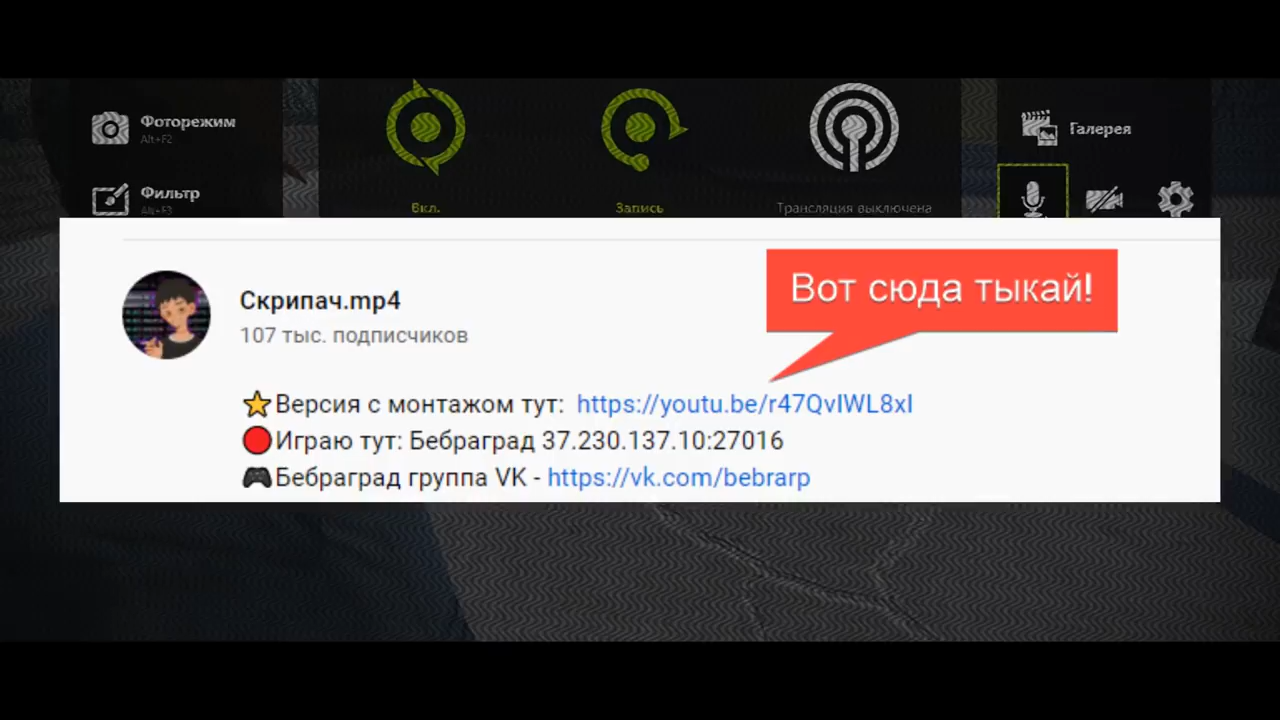 Фоторежим
Alt+F2
Фильтр
Alt+F3
Вкл.
Запись
Трансляция выключена
Галерея
Скрипач.mp4
107 тыс. подписчиков
Вот сюда тыкай!
Версия с монтажом тут: https://youtu.be/r47QvIWL8xI
Играю тут: Бебраград 37.230.137.10:27016
Бебраград группа VK - https://vk.com/bebrarp